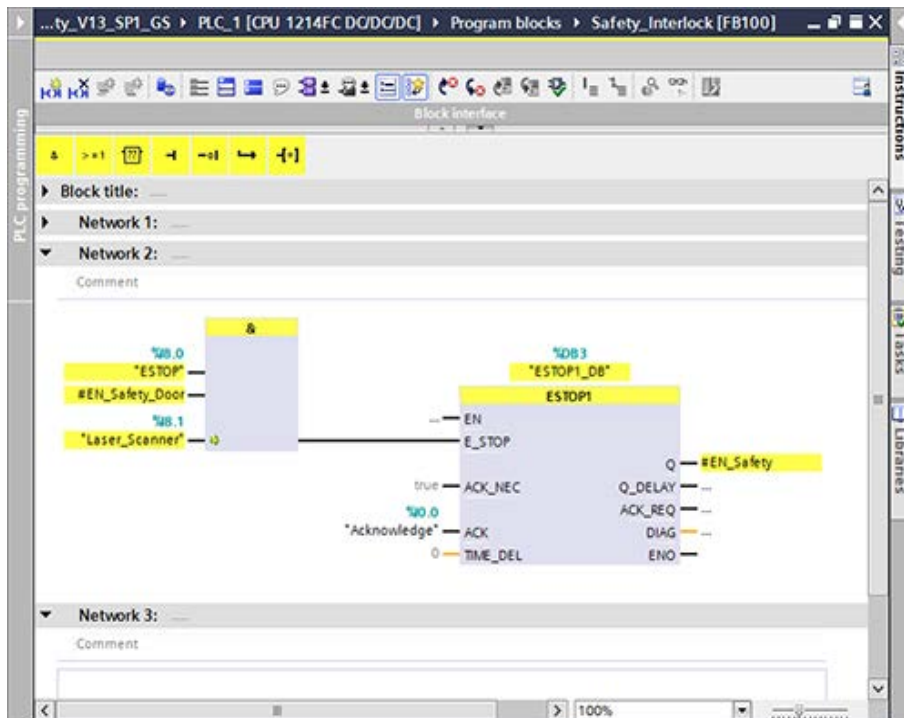 ...ty_V13_SP1_GS ▸ PLC_1 [CPU 1214FC DC/DC/DC] ▸ Program blocks ▸ Safety_Interlock [FB100]
PLC programming
Block interface
& >=1 ??
Block title: ......
Network 1: ......
Network 2: ......
Comment
&
%I8.0
"ESTOP"
#EN_Safety_Door
%I8.1
"Laser_Scanner"
%DB3
"ESTOP1_DB"
ESTOP1
... EN
E_STOP
Q #EN_Safety
true ACK_NEC Q_DELAY ...
%I0.0 ACK_REQ ...
"Acknowledge" ACK DIAG ...
0 TIME_DEL ENO
Network 3: ......
Comment
100%
Instructions
Testing
Tasks
Libraries